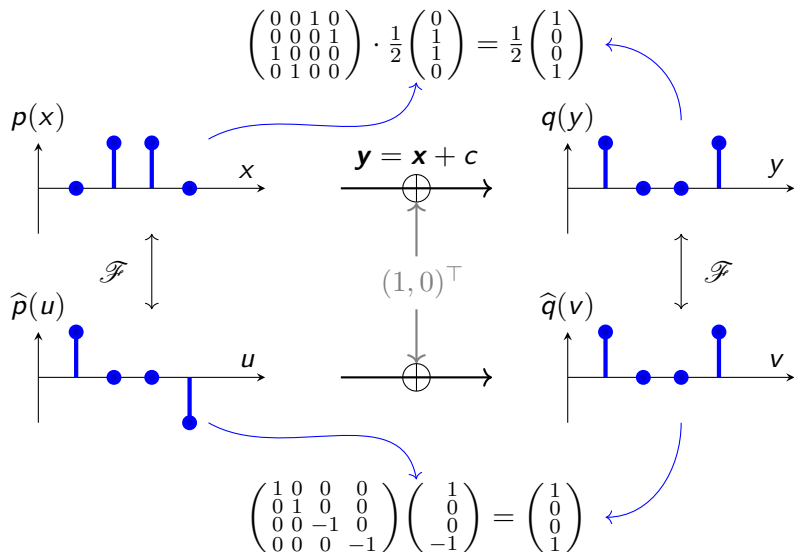 ( 0 0 1 0 ; 0 0 0 1 ; 1 0 0 0 ; 0 1 0 0 ) · 1/2 ( 0 ; 1 ; 1 ; 0 ) = 1/2 ( 1 ; 0 ; 0 ; 1 )
p(x)
q(y)
y = x + c
x
y
ℱ
(1, 0)⊤
ℱ
p̂(u)
q̂(v)
u
v
( 1 0 0 0 ; 0 1 0 0 ; 0 0 −1 0 ; 0 0 0 −1 ) ( 1 ; 0 ; 0 ; −1 ) = ( 1 ; 0 ; 0 ; 1 )